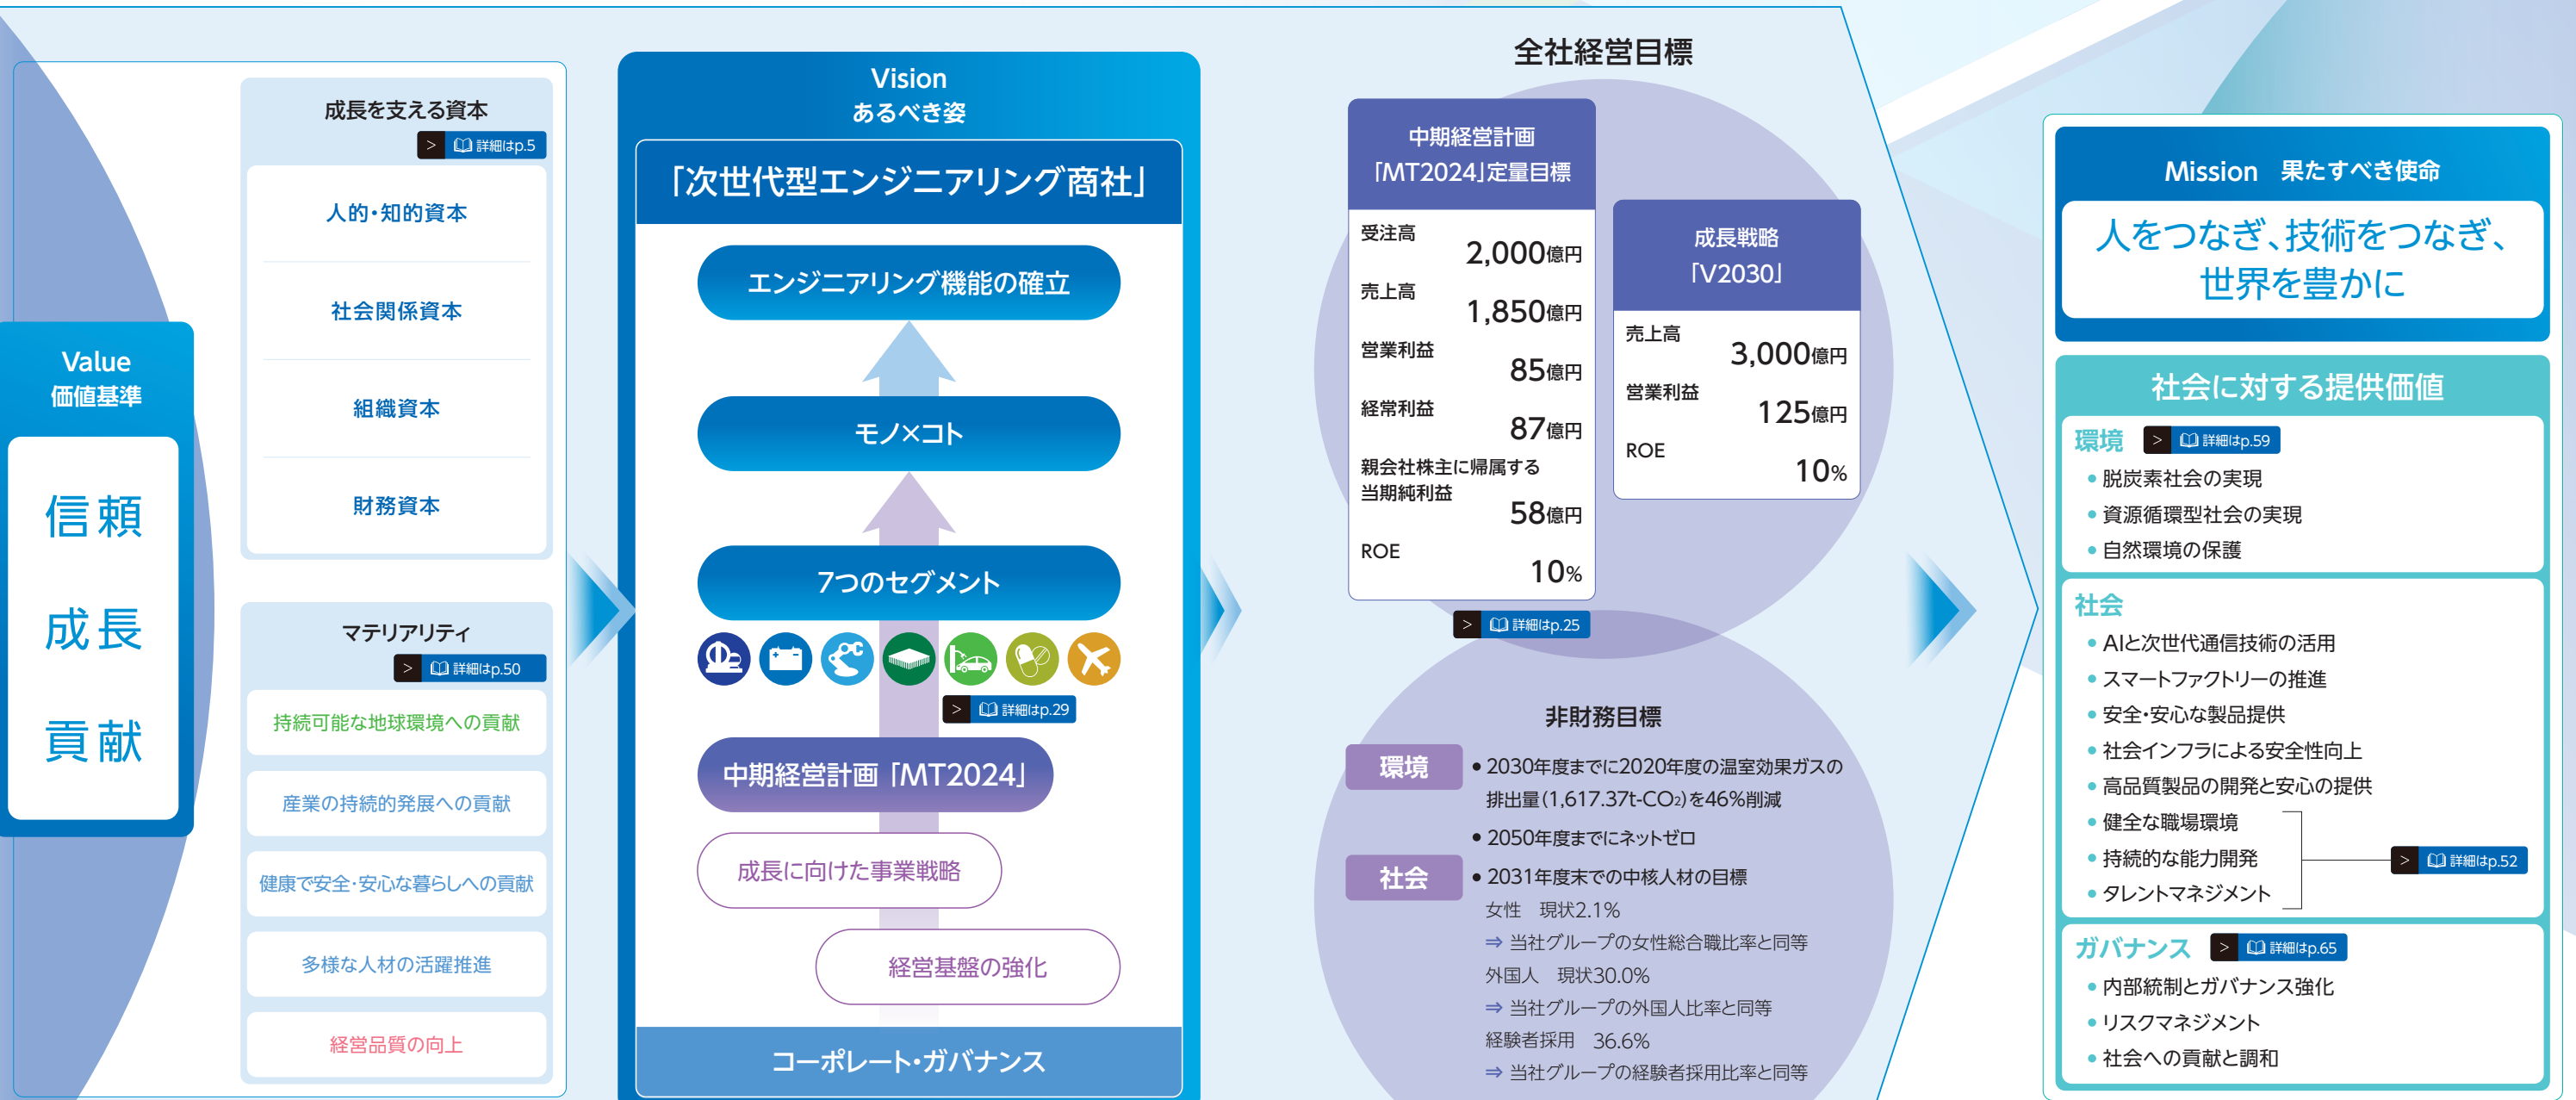 Value
価値基準
信頼
成長
貢献
成長を支える資本
> 詳細はp.5
人的・知的資本
社会関係資本
組織資本
財務資本
マテリアリティ
> 詳細はp.50
持続可能な地球環境への貢献
産業の持続的発展への貢献
健康で安全・安心な暮らしへの貢献
多様な人材の活躍推進
経営品質の向上
Vision
あるべき姿
「次世代型エンジニアリング商社」
エンジニアリング機能の確立
モノ×コト
7つのセグメント
> 詳細はp.29
中期経営計画「MT2024」
成長に向けた事業戦略
経営基盤の強化
コーポレート・ガバナンス
全社経営目標
中期経営計画
「MT2024」定量目標
受注高
2,000億円
売上高
1,850億円
営業利益
85億円
経常利益
87億円
親会社株主に帰属する
当期純利益
58億円
ROE
10%
> 詳細はp.25
成長戦略
「V2030」
売上高
3,000億円
営業利益
125億円
ROE
10%
非財務目標
環境
• 2030年度までに2020年度の温室効果ガスの
排出量(1,617.37t-CO₂)を46%削減
• 2050年度までにネットゼロ
社会
• 2031年度末での中核人材の目標
女性 現状2.1%
⇒ 当社グループの女性総合職比率と同等
外国人 現状30.0%
⇒ 当社グループの外国人比率と同等
経験者採用 36.6%
⇒ 当社グループの経験者採用比率と同等
Mission 果たすべき使命
人をつなぎ、技術をつなぎ、
世界を豊かに
社会に対する提供価値
環境 > 詳細はp.59
• 脱炭素社会の実現
• 資源循環型社会の実現
• 自然環境の保護
社会
• AIと次世代通信技術の活用
• スマートファクトリーの推進
• 安全・安心な製品提供
• 社会インフラによる安全性向上
• 高品質製品の開発と安心の提供
• 健全な職場環境
• 持続的な能力開発
• タレントマネジメント
> 詳細はp.52
ガバナンス > 詳細はp.65
• 内部統制とガバナンス強化
• リスクマネジメント
• 社会への貢献と調和